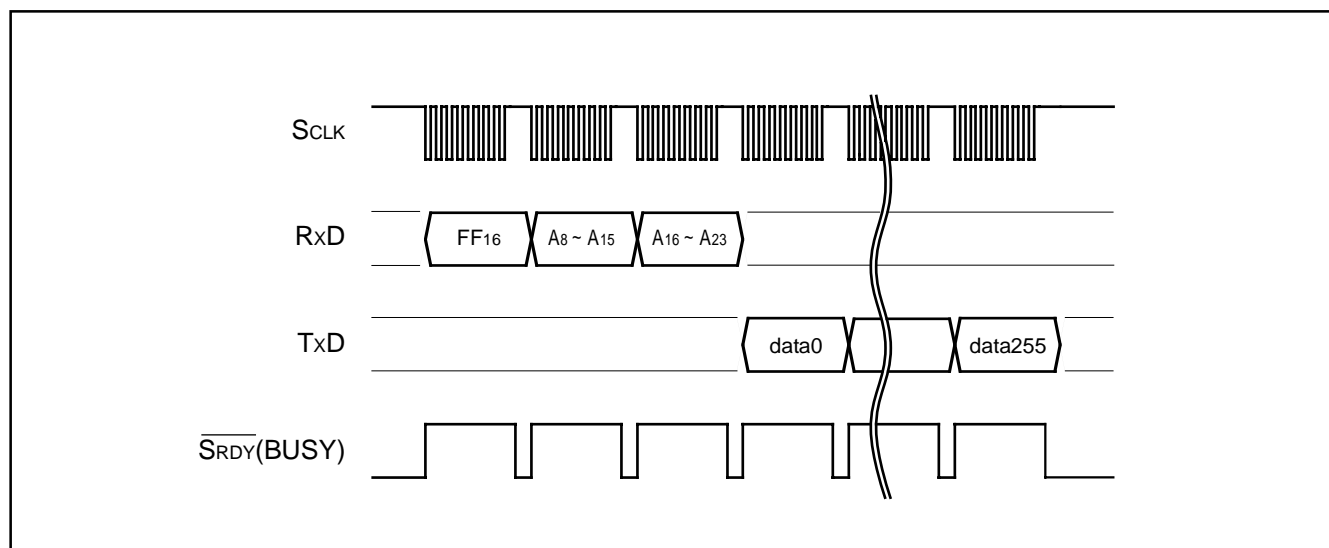 SCLK
RxD FF16 A8 ~ A15 A16 ~ A23
TxD data0 data255
SRDY(BUSY)